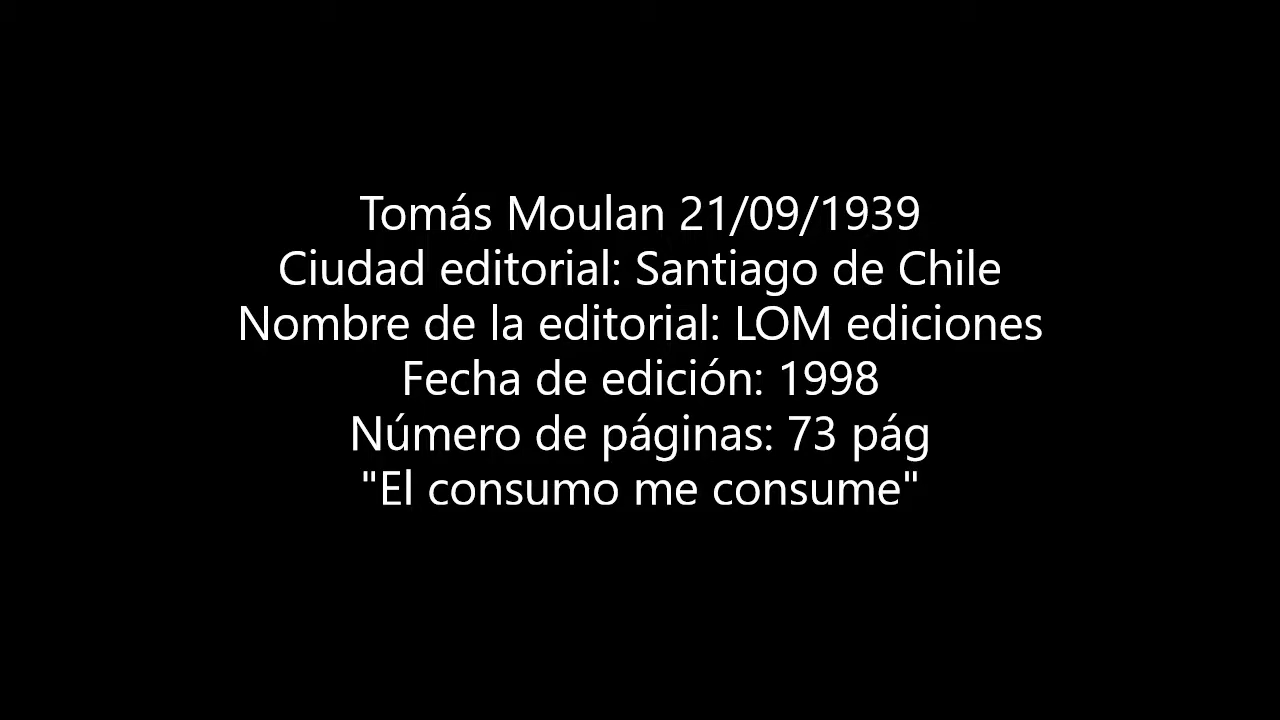 Tomás Moulan 21/09/1939
Ciudad editorial: Santiago de Chile
Nombre de la editorial: LOM ediciones
Fecha de edición: 1998
Número de páginas: 73 pág
"El consumo me consume"